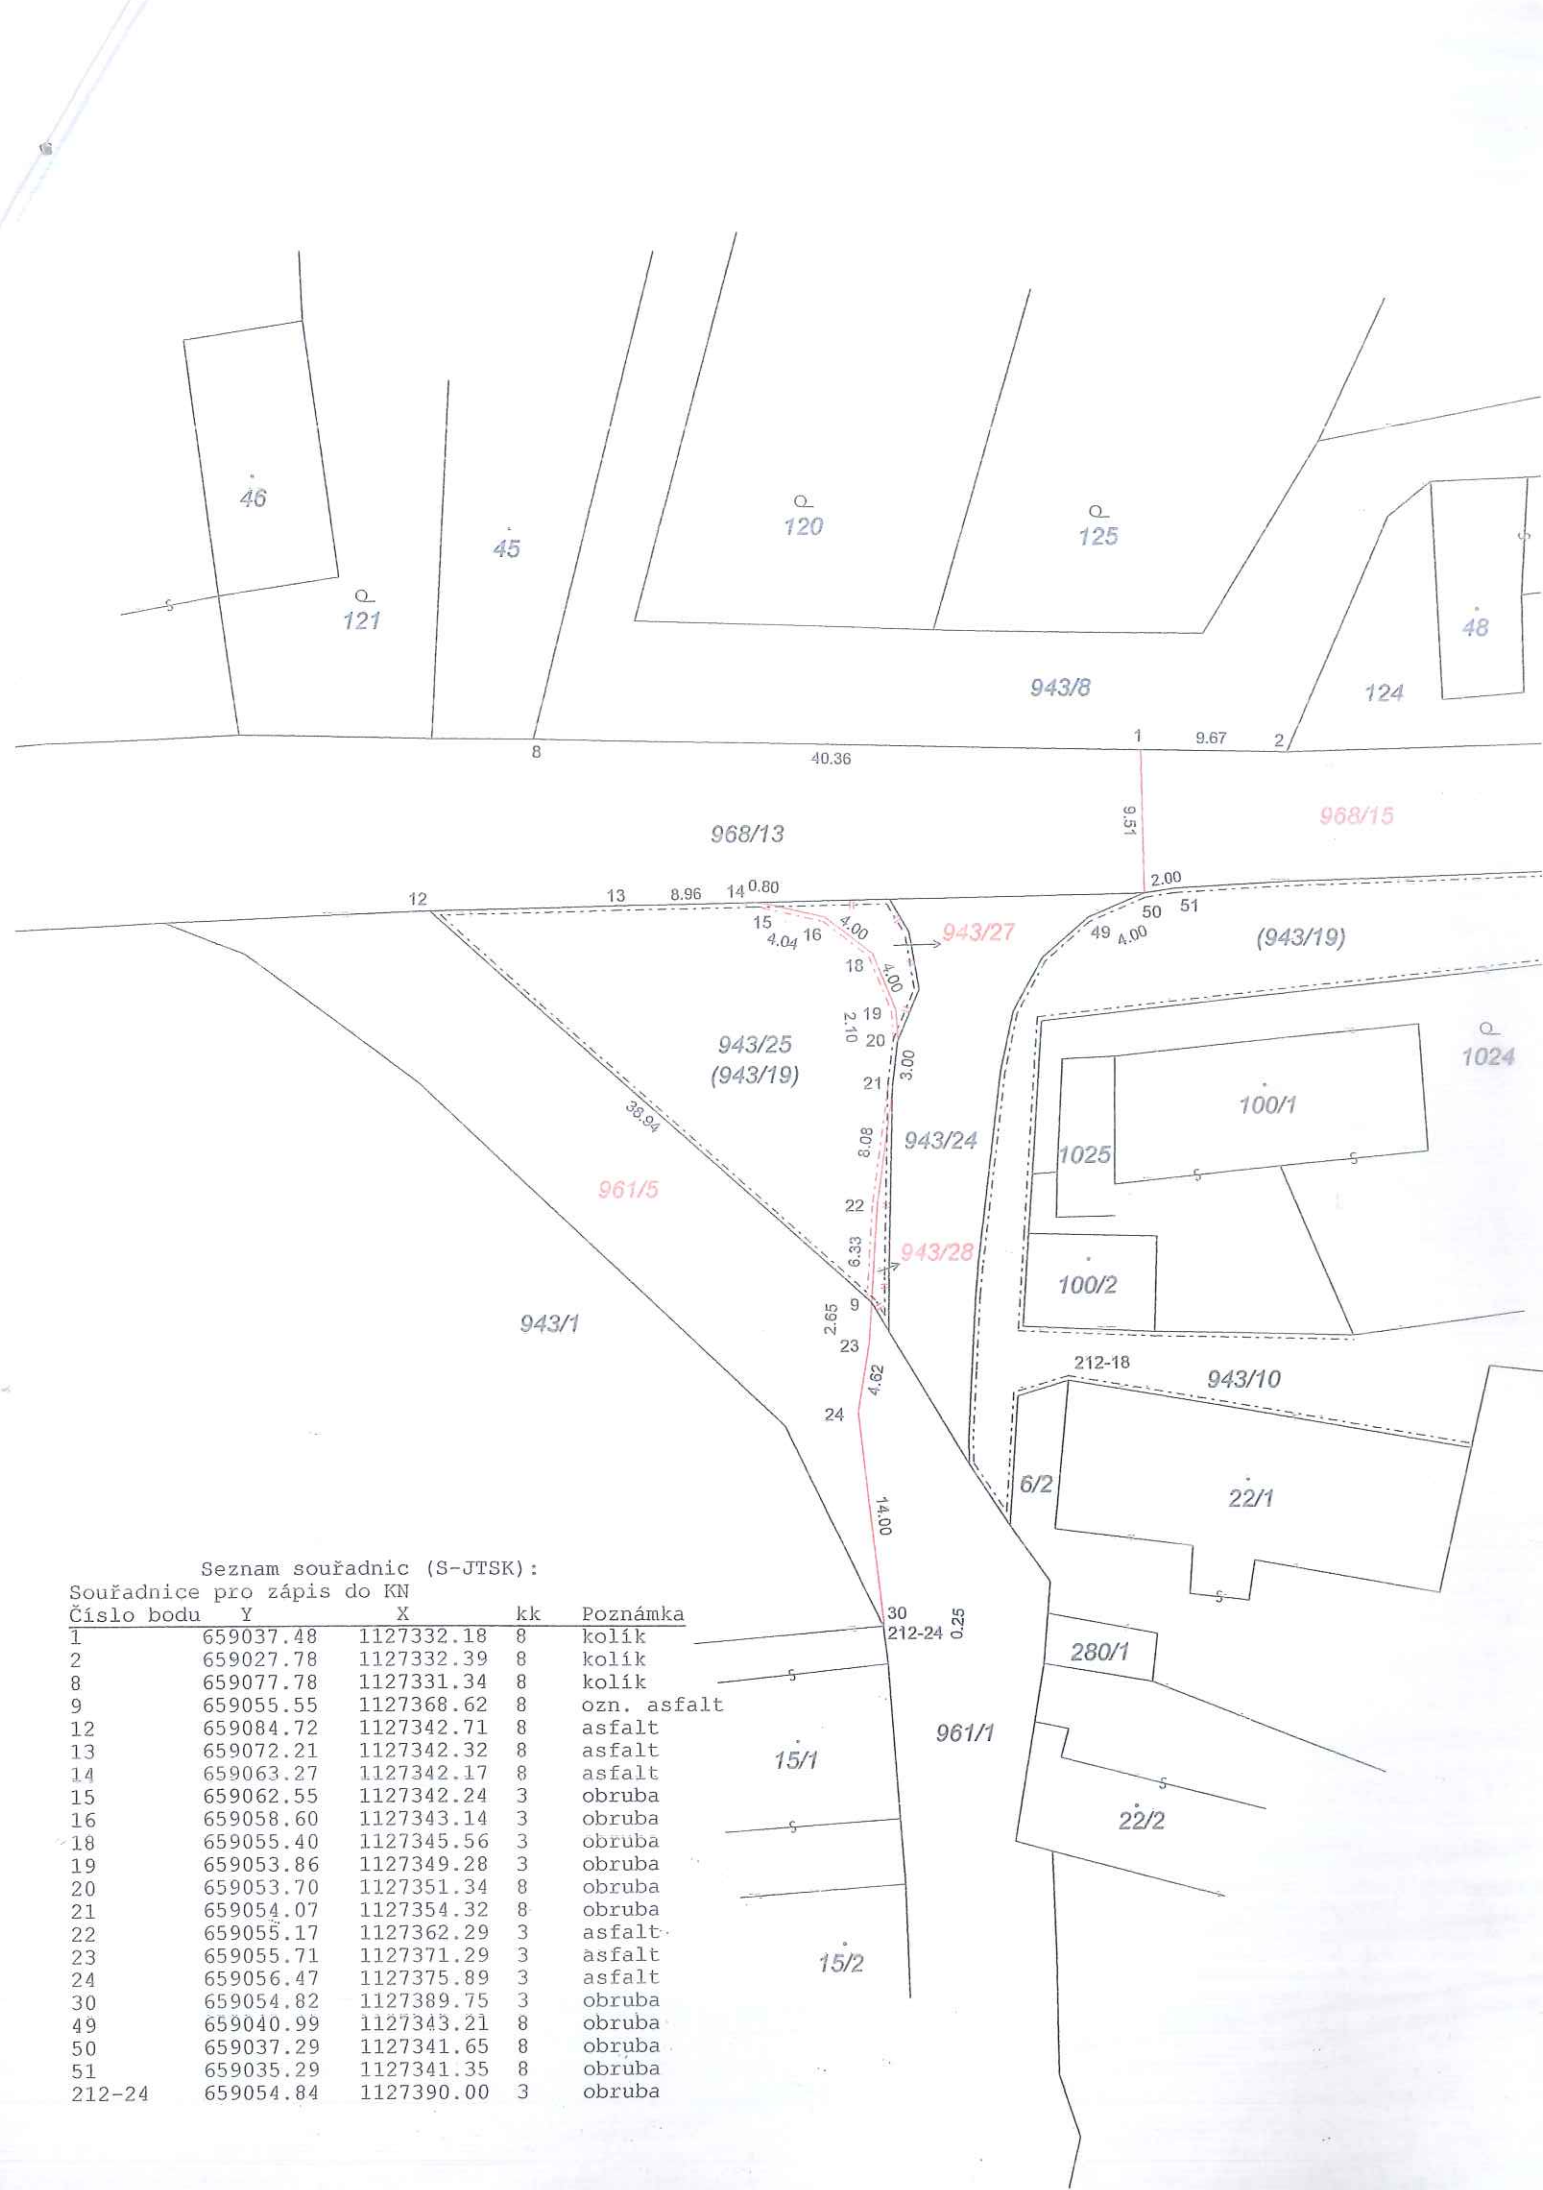 46
45
121
120
125
48
124
943/8
1
9.67
2
8
40.36
968/13
9.51
968/15
12
13
8.96
14
0.80
2.00
15
4.04
16
4.00
943/27
50
51
49
4.00
(943/19)
18
4.00
19
2.10
20
943/25
(943/19)
3.00
21
1024
38.94
8.08
943/24
100/1
1025
961/5
22
6.33
943/28
100/2
9
2.65
943/1
23
212-18
943/10
4.62
24
6/2
22/1
14.00
30
212-24
0.25
280/1
961/1
15/1
22/2
15/2
Seznam souřadnic (S-JTSK):
Souřadnice pro zápis do KN
Číslo bodu Y X kk Poznámka
1 659037.48 1127332.18 8 kolík
2 659027.78 1127332.39 8 kolík
8 659077.78 1127331.34 8 kolík
9 659055.55 1127368.62 8 ozn. asfalt
12 659084.72 1127342.71 8 asfalt
13 659072.21 1127342.32 8 asfalt
14 659063.27 1127342.17 8 asfalt
15 659062.55 1127342.24 3 obruba
16 659058.60 1127343.14 3 obruba
18 659055.40 1127345.56 3 obruba
19 659053.86 1127349.28 3 obruba
20 659053.70 1127351.34 8 obruba
21 659054.07 1127354.32 8 obruba
22 659055.17 1127362.29 3 asfalt
23 659055.71 1127371.29 3 asfalt
24 659056.47 1127375.89 3 asfalt
30 659054.82 1127389.75 3 obruba
49 659040.99 1127343.21 8 obruba
50 659037.29 1127341.65 8 obruba
51 659035.29 1127341.35 8 obruba
212-24 659054.84 1127390.00 3 obruba